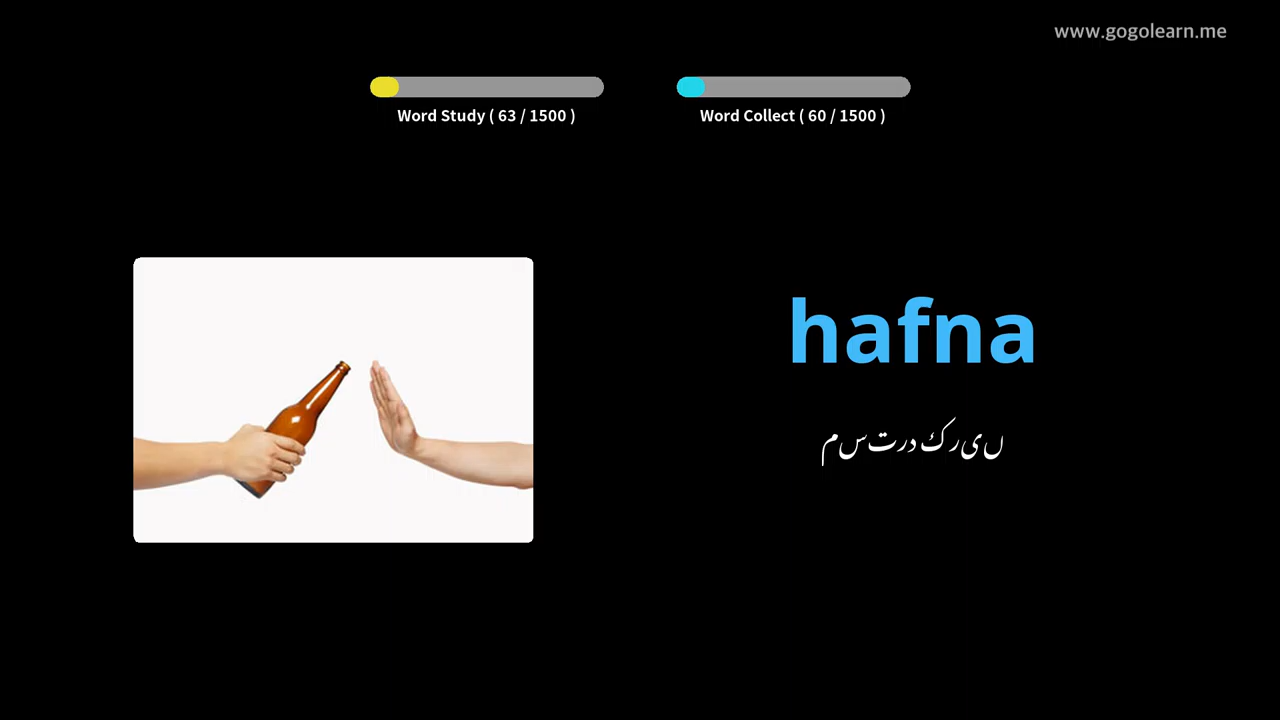 www.gogolearn.me
Word Study ( 63 / 1500 )
Word Collect ( 60 / 1500 )
hafna
مسترد کریں